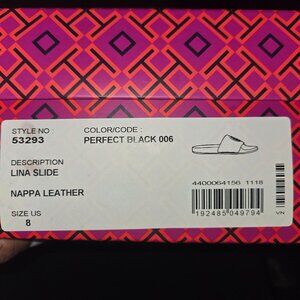 STYLE NO
53293
COLOR/CODE :
PERFECT BLACK 006
DESCRIPTION
LINA SLIDE
NAPPA LEATHER
SIZE US
8
4400064156 1118
192485049794